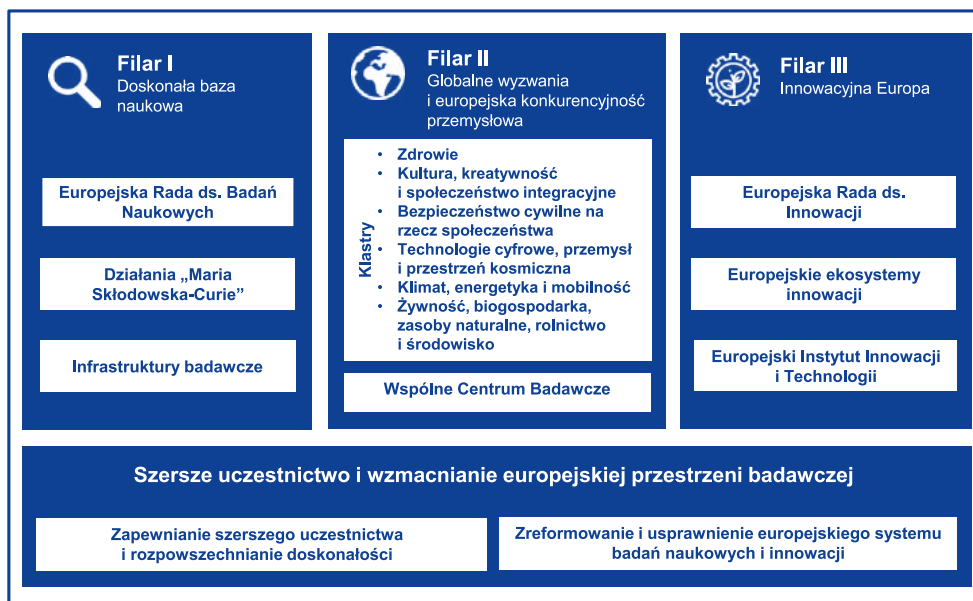 Filar I
Doskonała baza
naukowa
Europejska Rada ds. Badań
Naukowych
Działania „Maria
Skłodowska-Curie”
Infrastruktury badawcze
Filar II
Globalne wyzwania
i europejska konkurencyjność
przemysłowa
Klastry
• Zdrowie
• Kultura, kreatywność
i społeczeństwo integracyjne
• Bezpieczeństwo cywilne na
rzecz społeczeństwa
• Technologie cyfrowe, przemysł
i przestrzeń kosmiczna
• Klimat, energetyka i mobilność
• Żywność, biogospodarka,
zasoby naturalne, rolnictwo
i środowisko
Wspólne Centrum Badawcze
Filar III
Innowacyjna Europa
Europejska Rada ds.
Innowacji
Europejskie ekosystemy
innowacji
Europejski Instytut Innowacji
i Technologii
Szersze uczestnictwo i wzmacnianie europejskiej przestrzeni badawczej
Zapewnianie szerszego uczestnictwa
i rozpowszechnianie doskonałości
Zreformowanie i usprawnienie europejskiego systemu
badań naukowych i innowacji